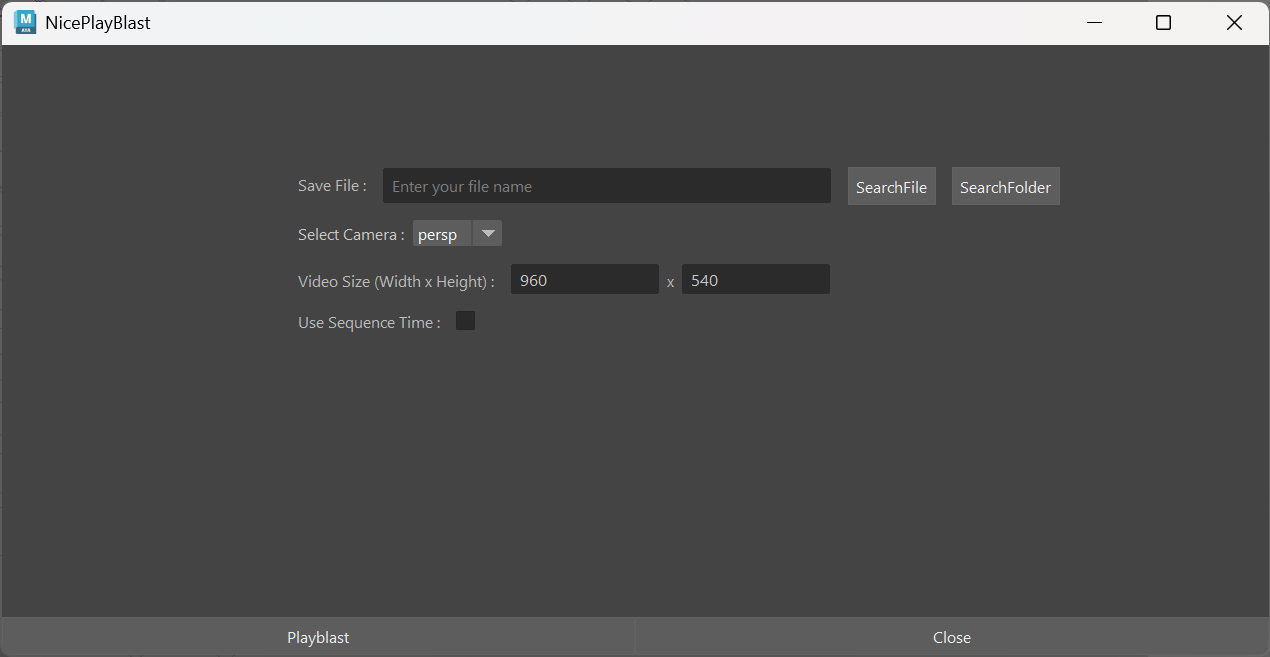 NicePlayBlast
Save File : Enter your file name SearchFile SearchFolder
Select Camera : persp
Video Size (Width x Height) : 960 x 540
Use Sequence Time :
Playblast Close